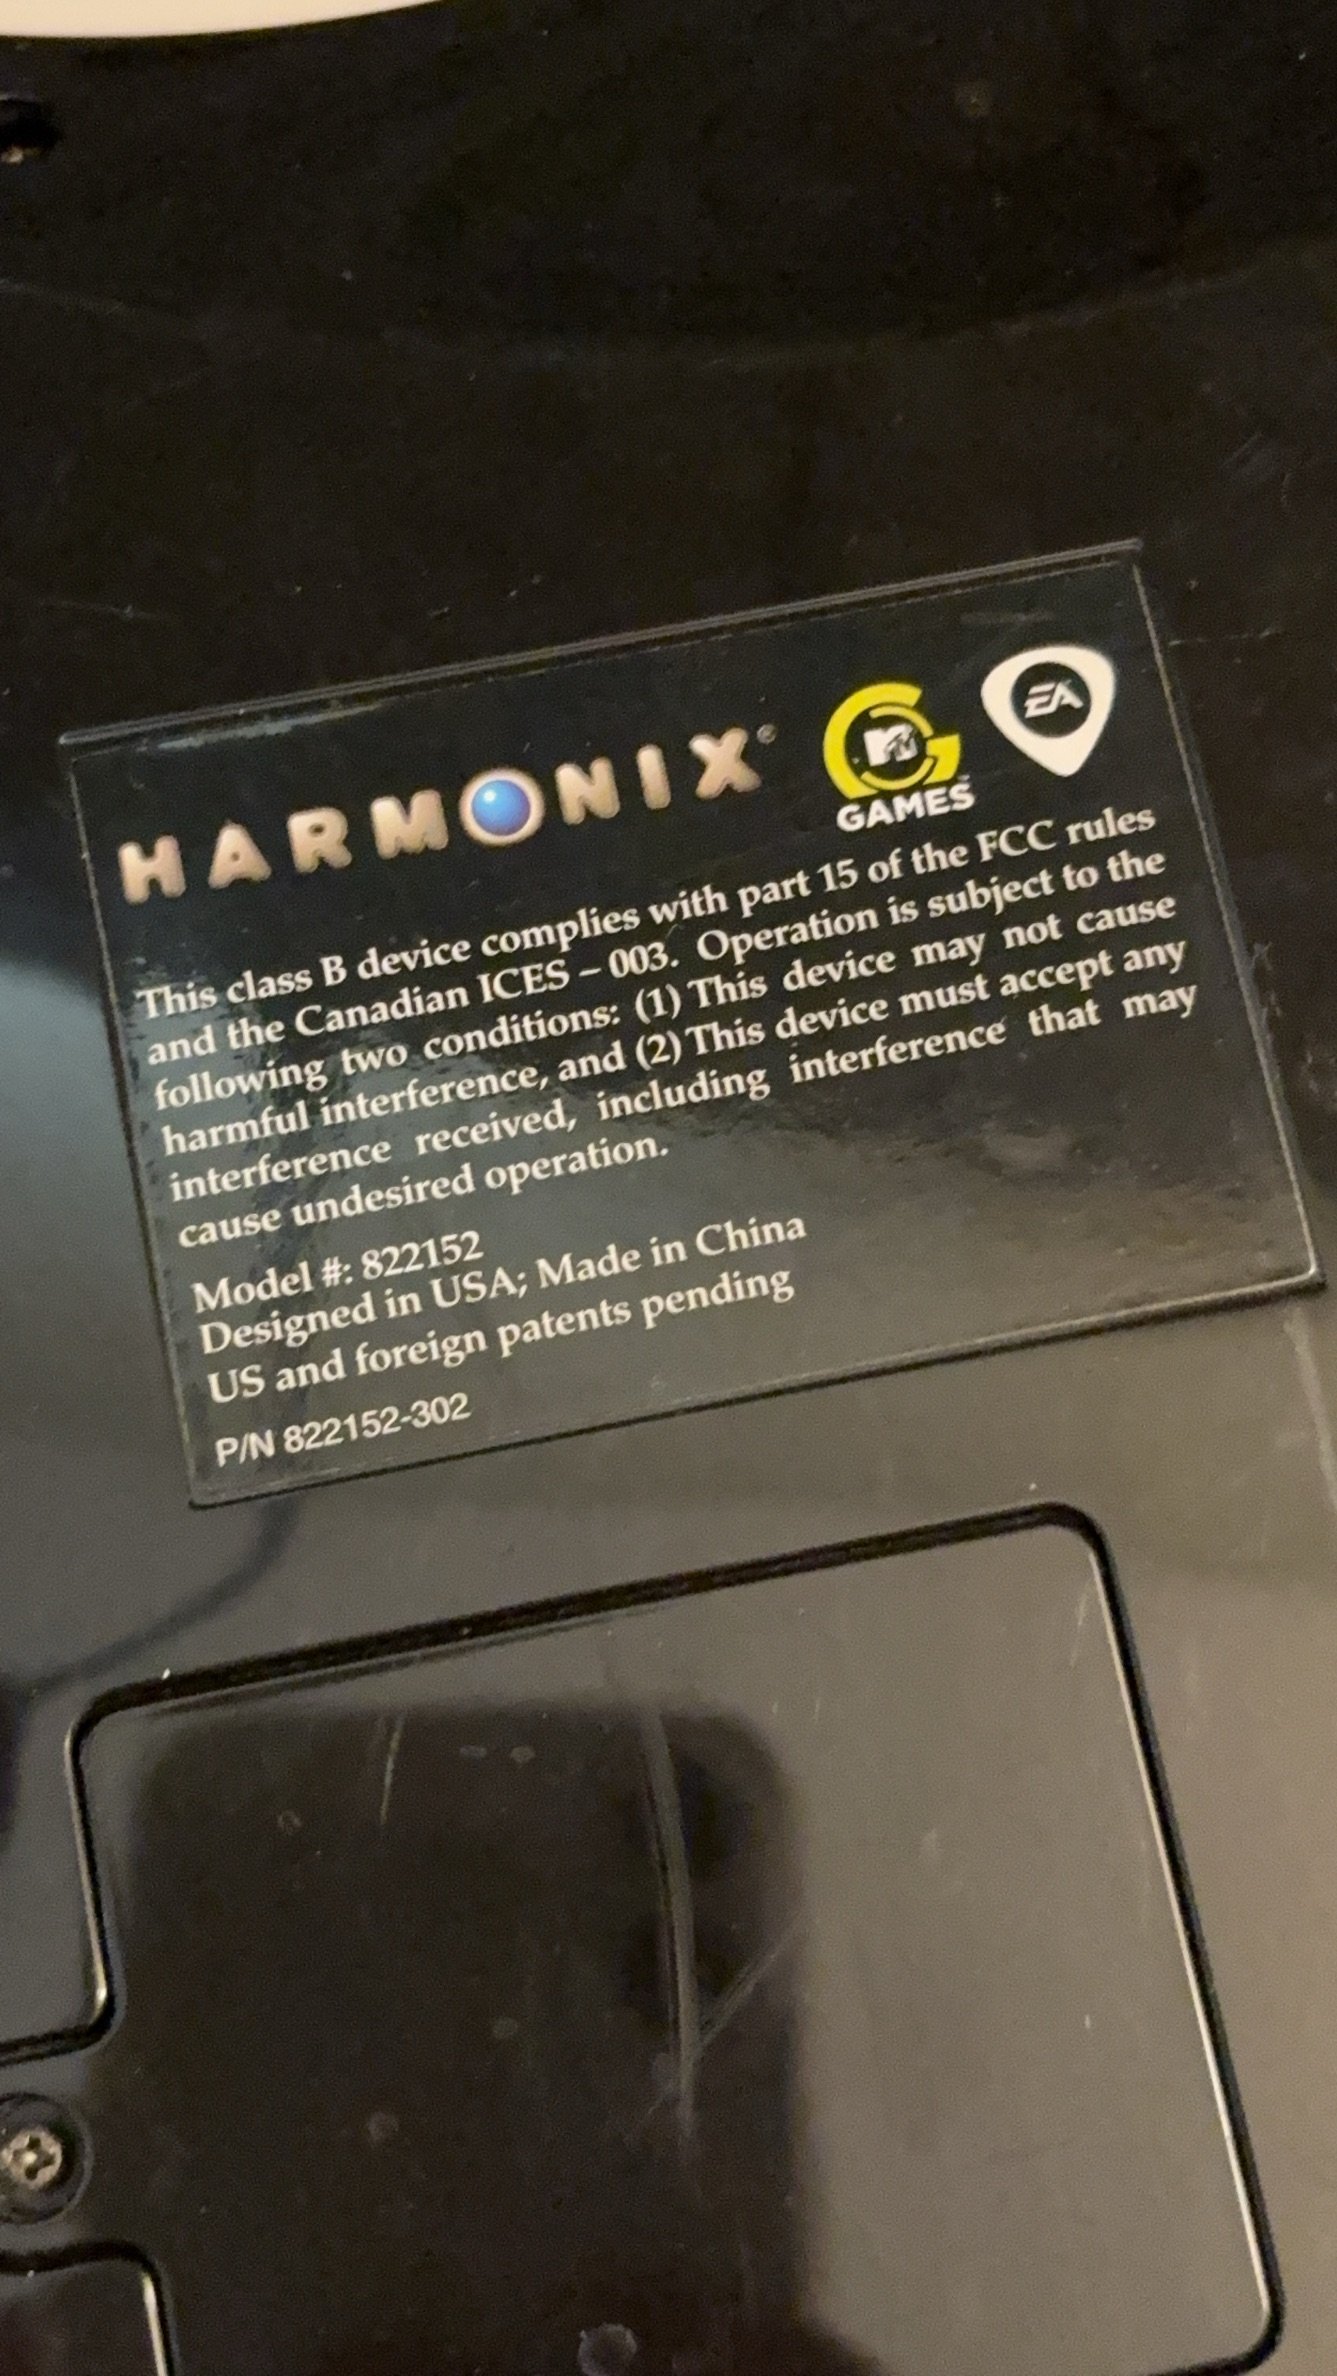 HARMONIX®
MTV
GAMES™
EA
This class B device complies with part 15 of the FCC rules
and the Canadian ICES – 003. Operation is subject to the
following two conditions: (1) This device may not cause
harmful interference, and (2) This device must accept any
interference received, including interference that may
cause undesired operation.
Model #: 822152
Designed in USA; Made in China
US and foreign patents pending
P/N 822152-302